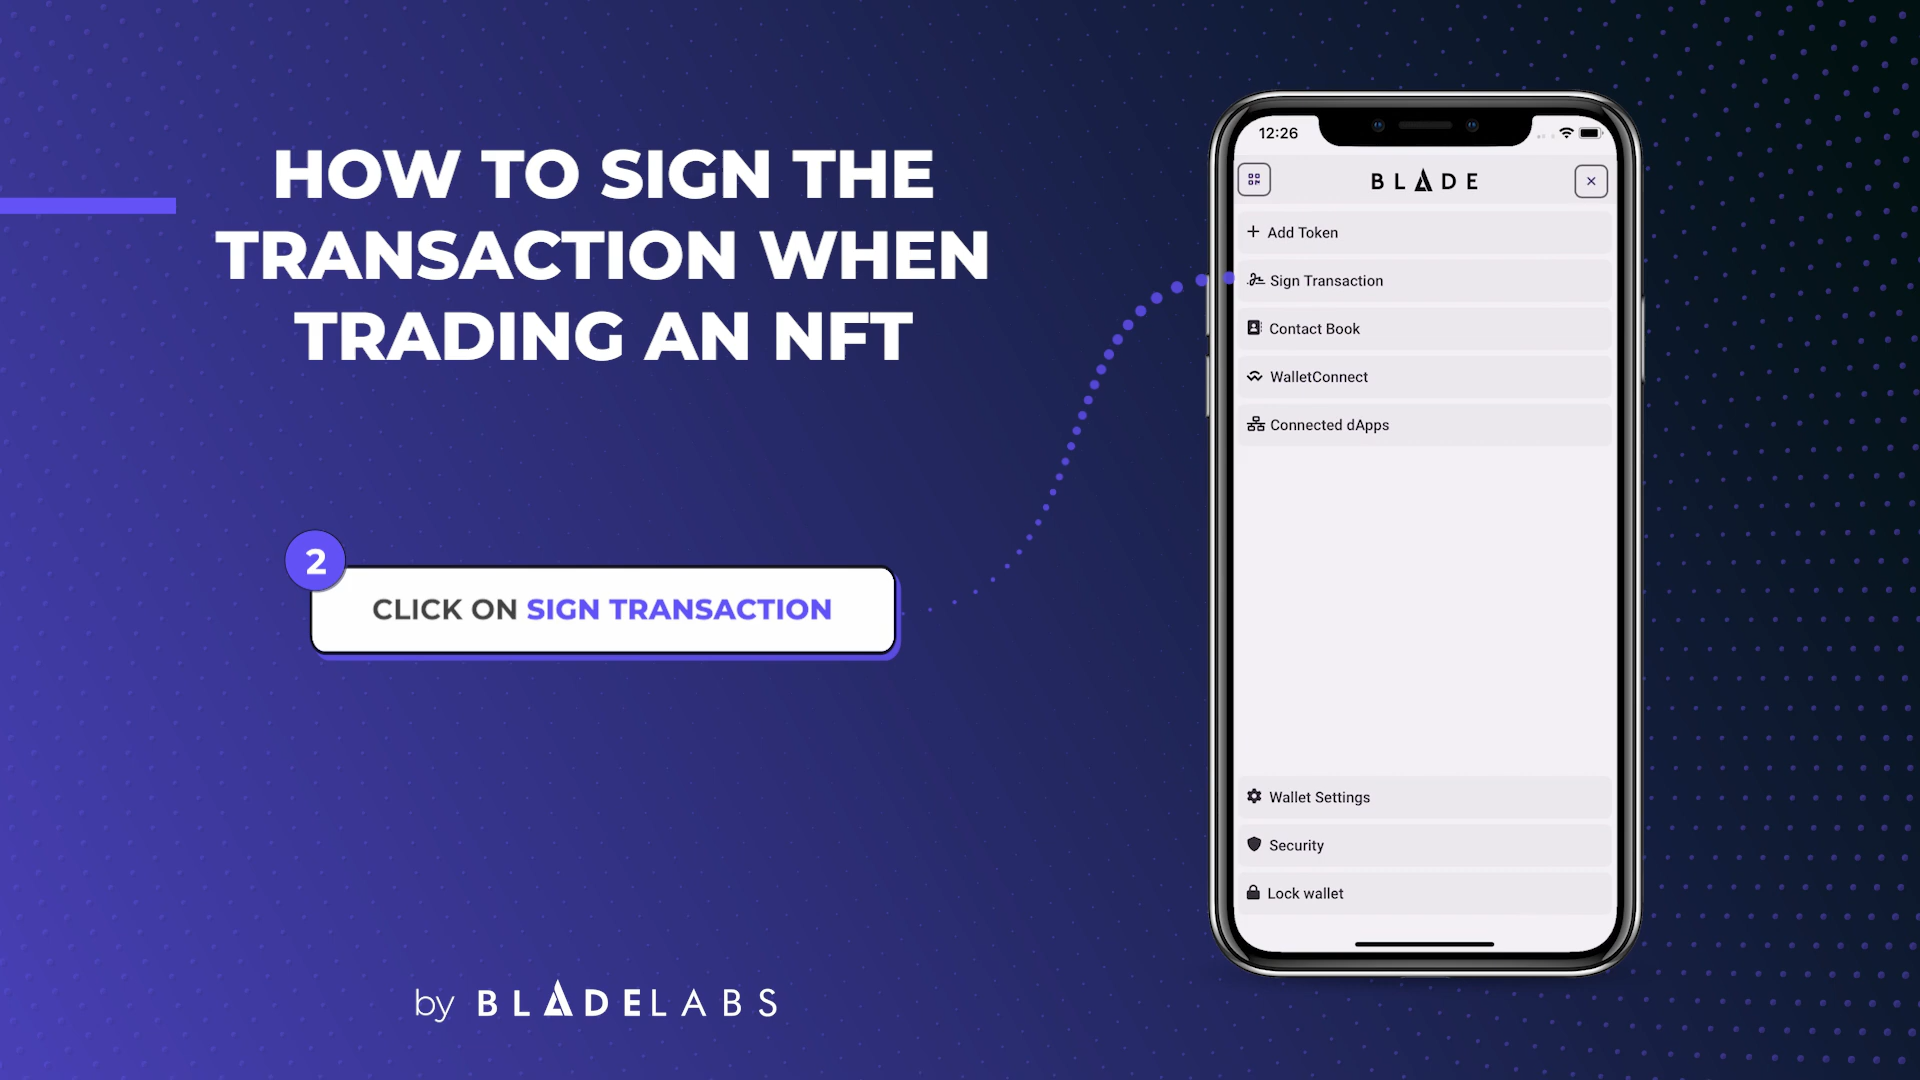 HOW TO SIGN THE
TRANSACTION WHEN
TRADING AN NFT
2
CLICK ON SIGN TRANSACTION
by BLADELABS
12:26
BLADE
Add Token
Sign Transaction
Contact Book
WalletConnect
Connected dApps
Wallet Settings
Security
Lock wallet